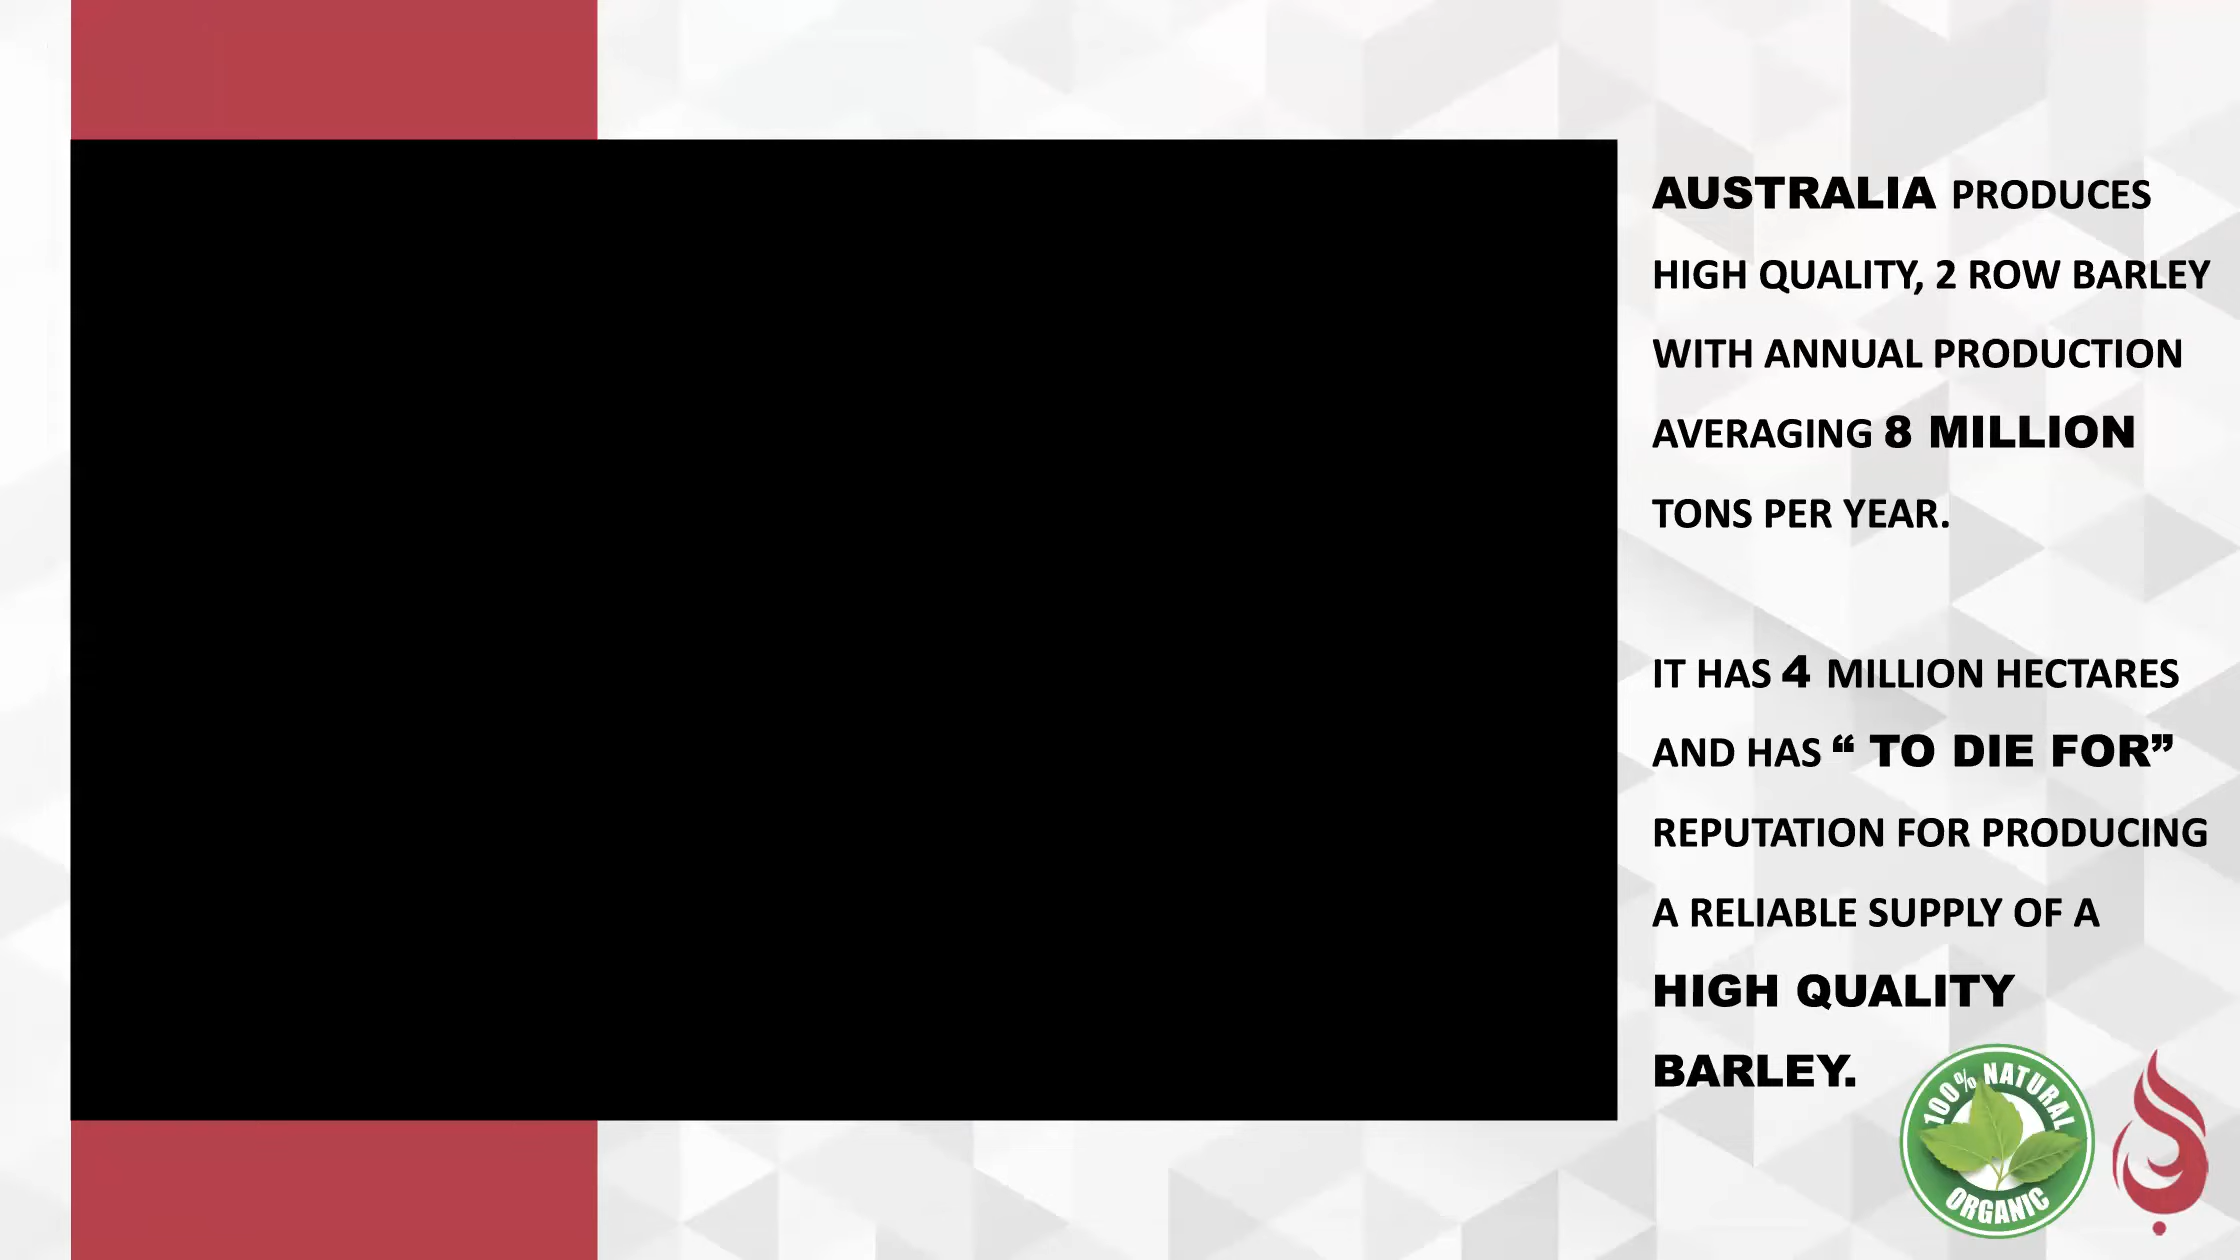 AUSTRALIA PRODUCES
HIGH QUALITY, 2 ROW BARLEY
WITH ANNUAL PRODUCTION
AVERAGING 8 MILLION
TONS PER YEAR.
IT HAS 4 MILLION HECTARES
AND HAS “ TO DIE FOR”
REPUTATION FOR PRODUCING
A RELIABLE SUPPLY OF A
HIGH QUALITY
BARLEY.
100% NATURAL
ORGANIC